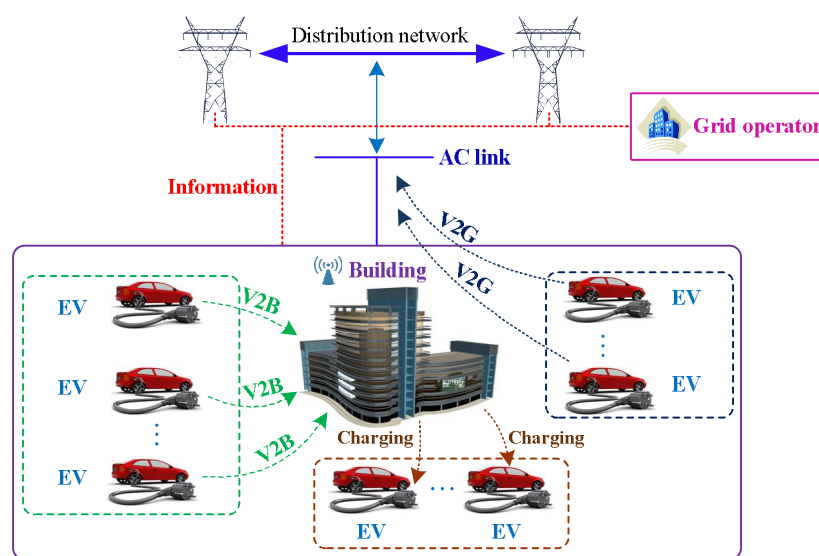 Distribution network
Grid operator
AC link
Information
V2G
V2G
Building
EV
V2B
EV
EV
V2B
EV
V2B
EV
Charging
Charging
EV
EV